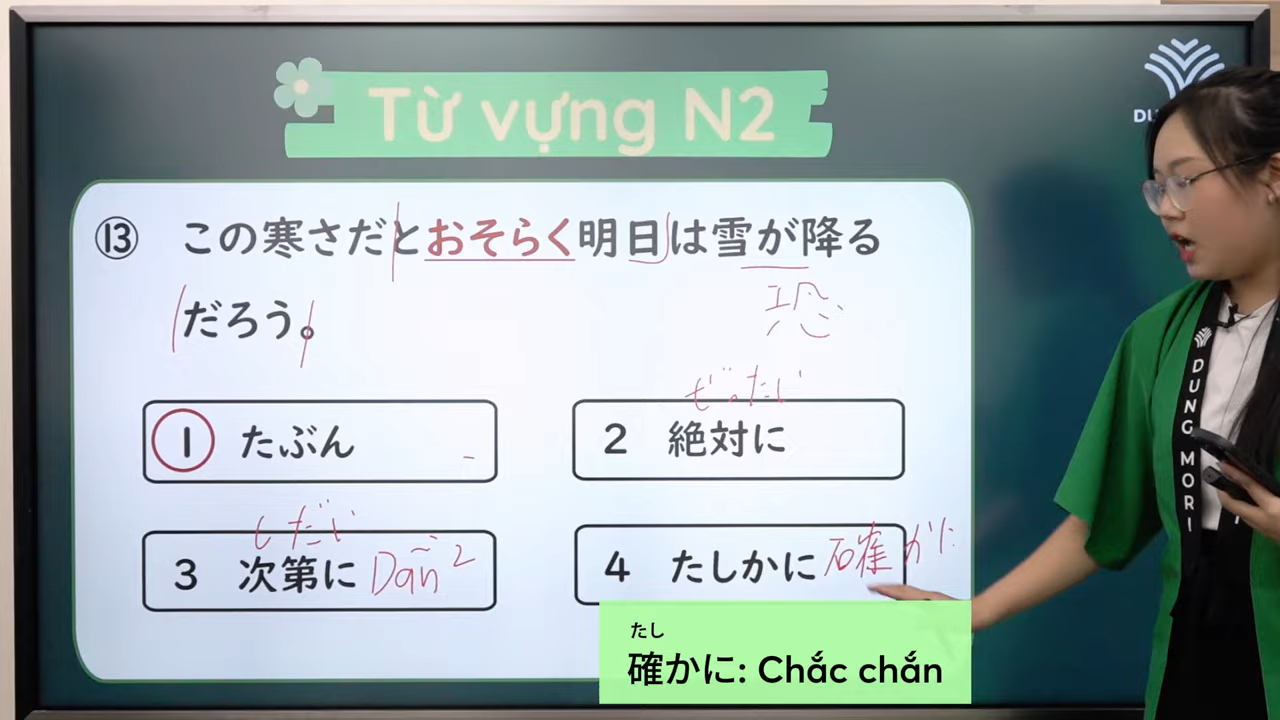 Từ vựng N2
DU
⑬ この寒さだとおそらく明日は雪が降る
だろう。
恐
ぜったい
1 たぶん
2 絶対に
しだい
3 次第に Dần²
4 たしかに 確かに
たし
確かに: Chắc chắn
DUNG MORI